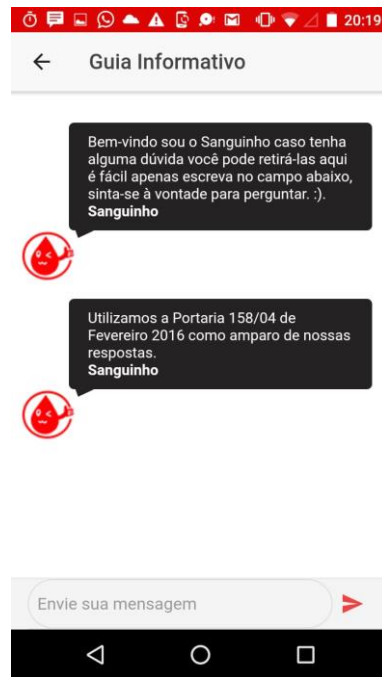 20:19
Guia Informativo
Bem-vindo sou o Sanguinho caso tenha
alguma dúvida você pode retirá-las aqui
é fácil apenas escreva no campo abaixo,
sinta-se à vontade para perguntar. :).
Sanguinho
Utilizamos a Portaria 158/04 de
Fevereiro 2016 como amparo de nossas
respostas.
Sanguinho
Envie sua mensagem